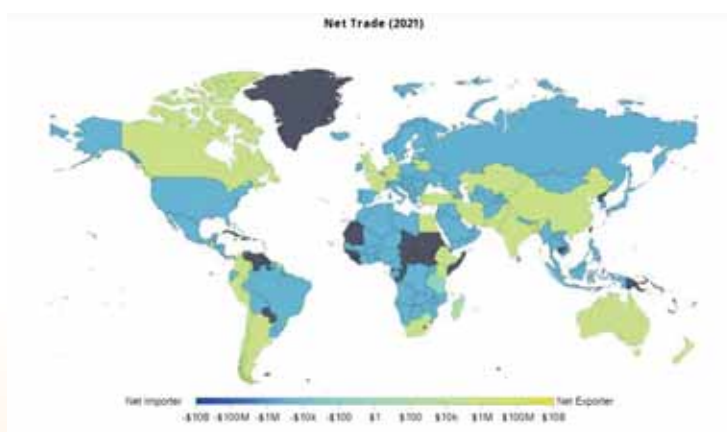 Net Trade (2021)
Net Importer Net Exporter
-$10B -$100M -$1M -$10k -$100 $1 $100 $10k $1M $100M $10B